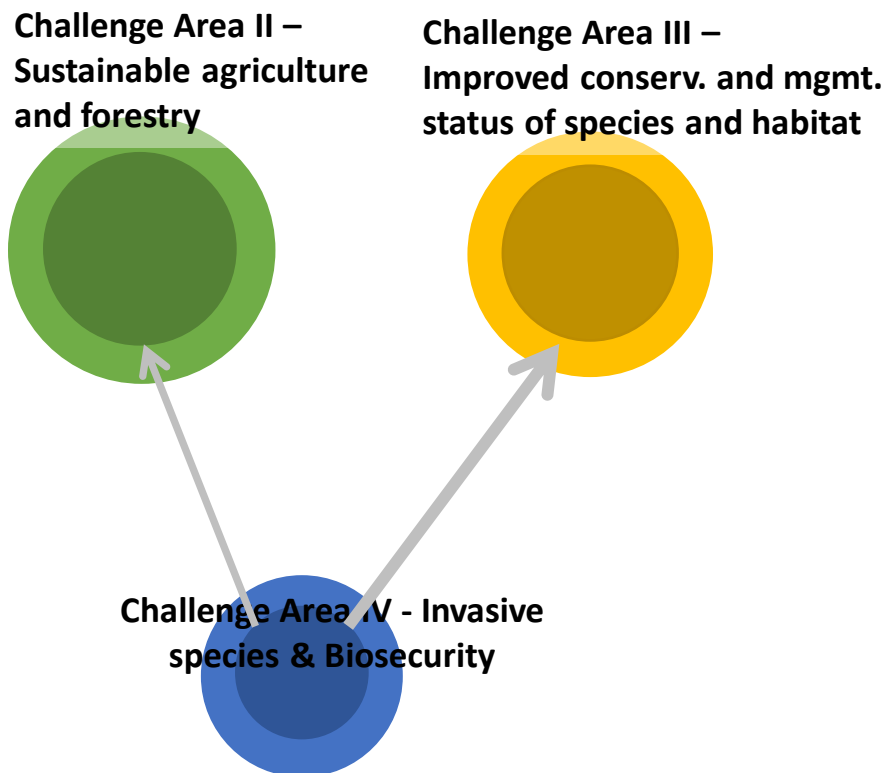 Challenge Area II –
Sustainable agriculture
and forestry
Challenge Area III –
Improved conserv. and mgmt.
status of species and habitat
Challenge Area IV - Invasive
species & Biosecurity